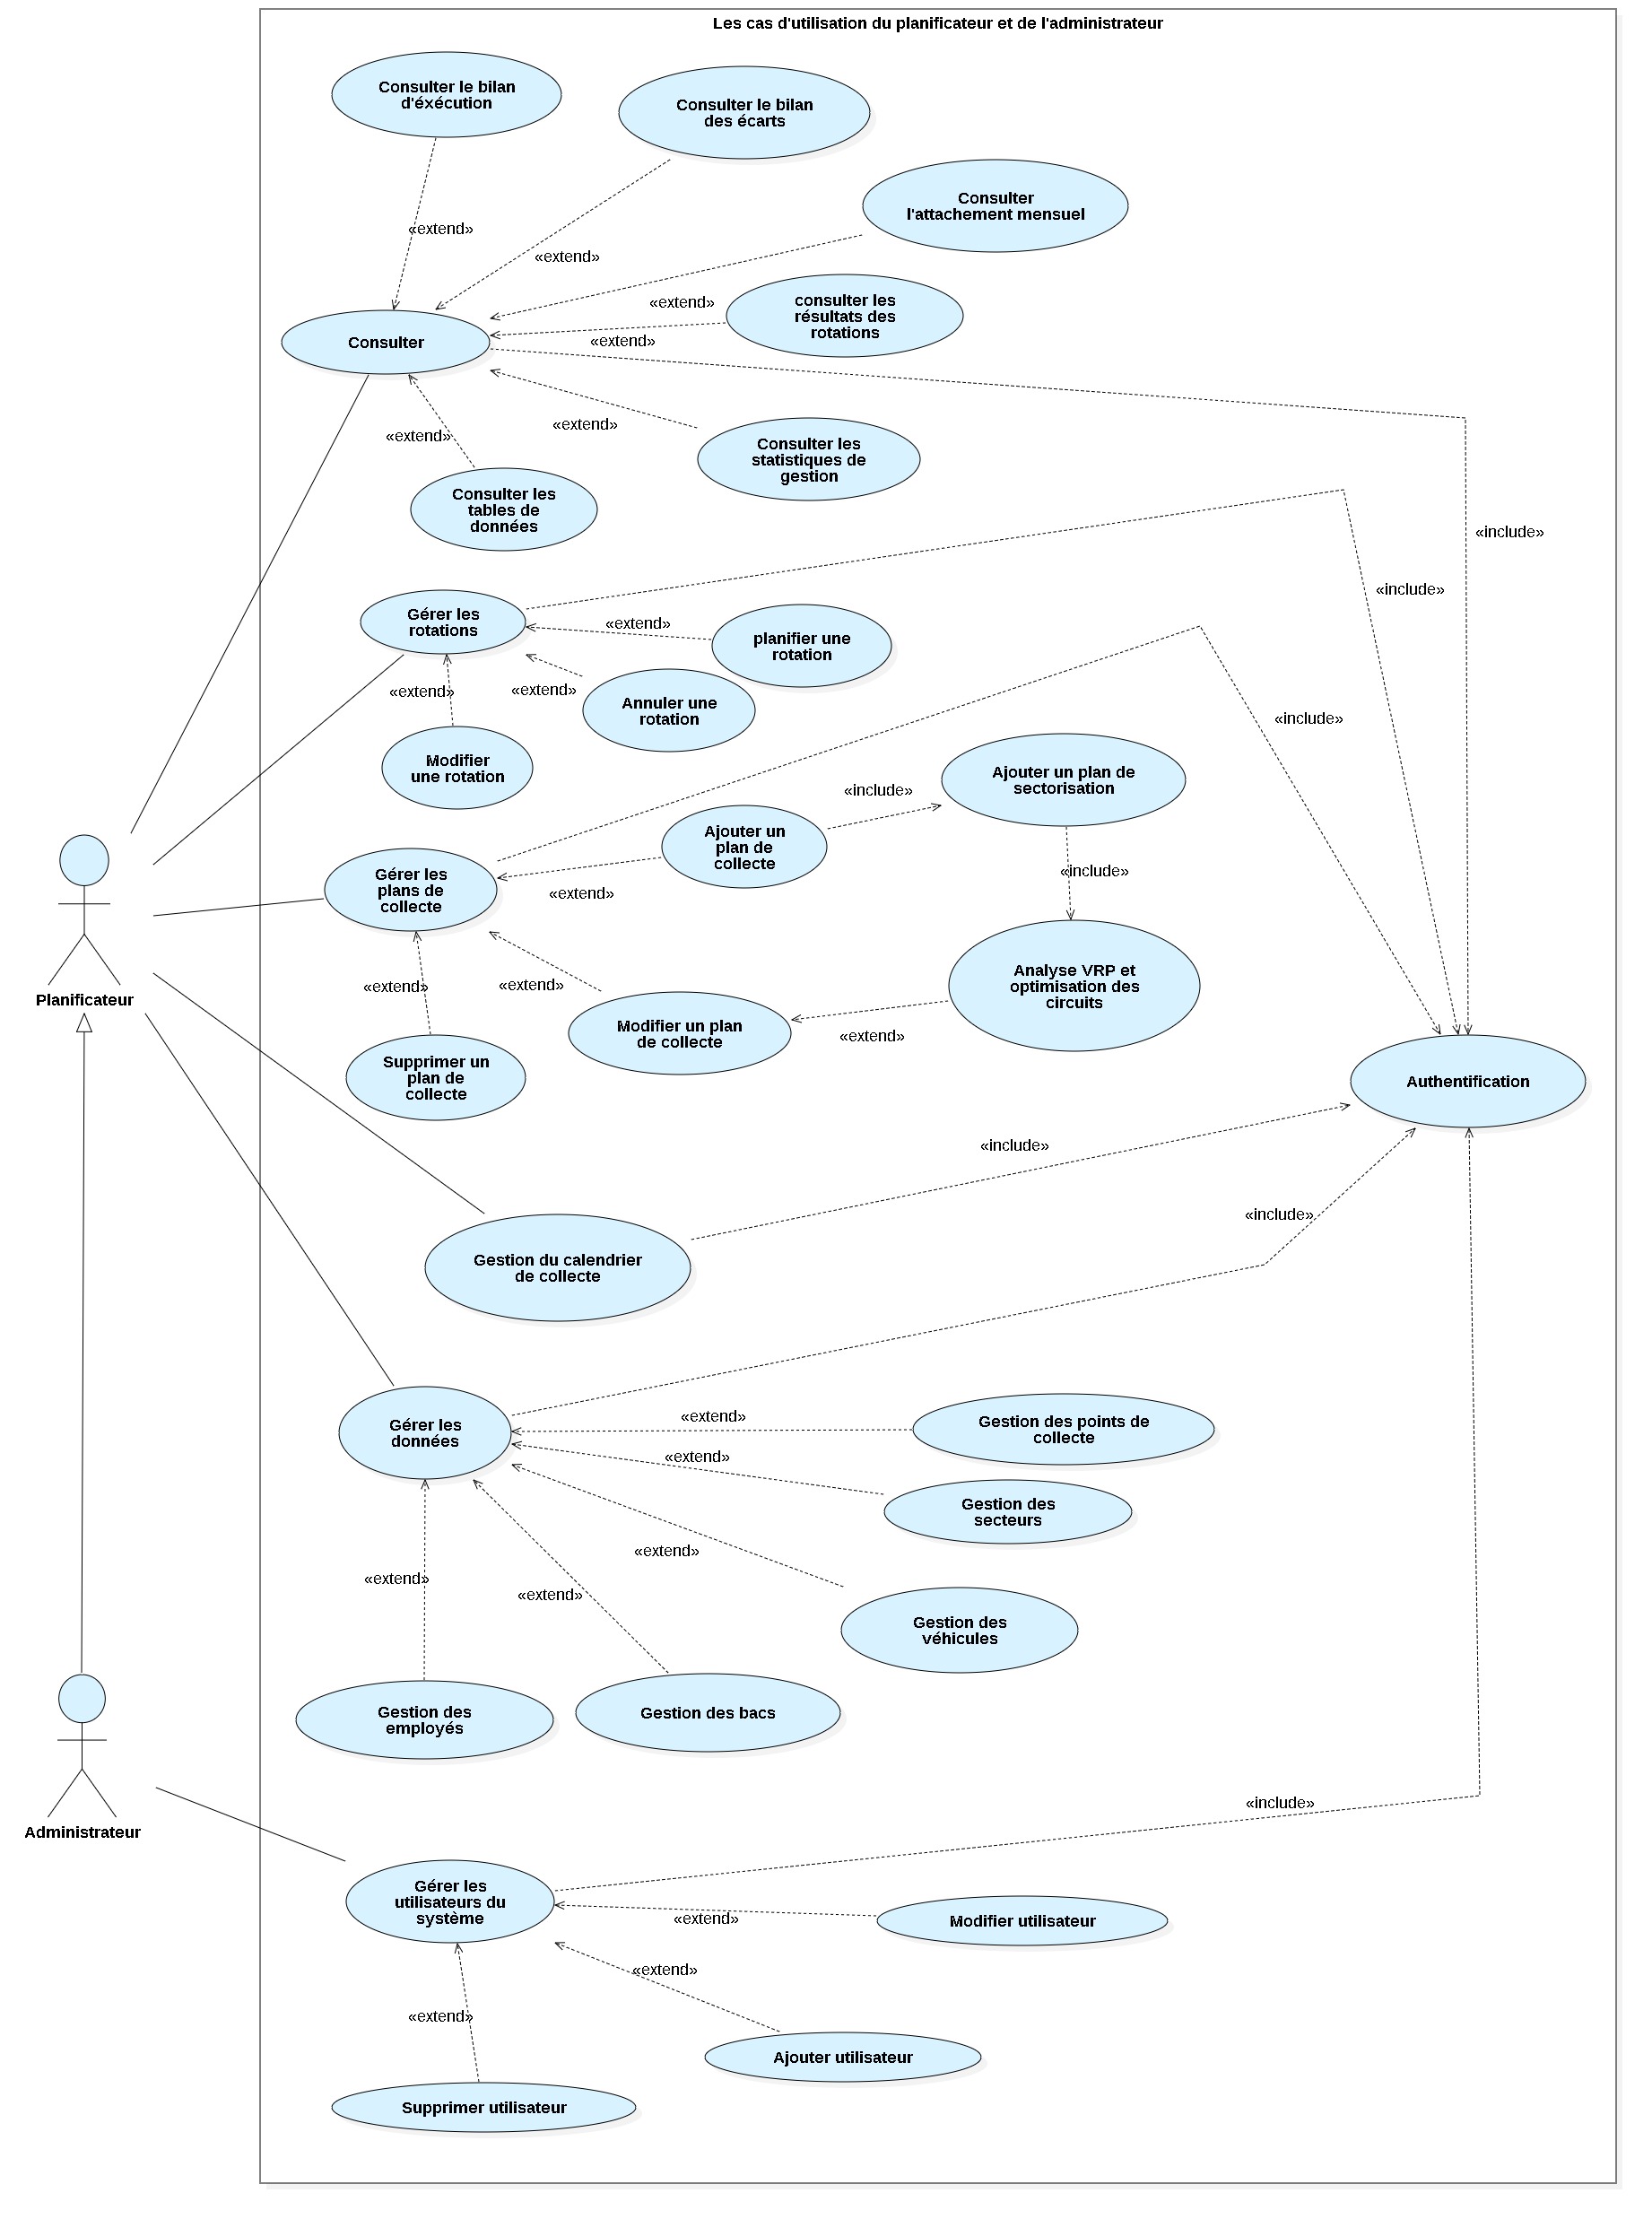 Les cas d'utilisation du planificateur et de l'administrateur
Consulter le bilan
d'éxécution
Consulter le bilan
des écarts
Consulter
l'attachement mensuel
«extend»
«extend»
«extend»
consulter les
résultats des
rotations
«extend»
Consulter
«extend»
«extend»
Consulter les
statistiques de
gestion
Consulter les
tables de
données
«include»
«include»
Gérer les
rotations
«extend»
planifier une
rotation
«extend»
«extend»
Annuler une
rotation
«include»
Modifier
une rotation
Ajouter un plan de
sectorisation
«include»
Ajouter un
plan de
collecte
Gérer les
plans de
collecte
«extend»
«include»
«extend»
«extend»
Analyse VRP et
optimisation des
circuits
Planificateur
Modifier un plan
de collecte
«extend»
Supprimer un
plan de
collecte
Authentification
«include»
«include»
Gestion du calendrier
de collecte
Gérer les
données
«extend»
Gestion des points de
collecte
«extend»
Gestion des
secteurs
«extend»
«extend»
«extend»
Gestion des
véhicules
Gestion des
employés
Gestion des bacs
Administrateur
«include»
Gérer les
utilisateurs du
système
«extend»
Modifier utilisateur
«extend»
«extend»
Ajouter utilisateur
Supprimer utilisateur